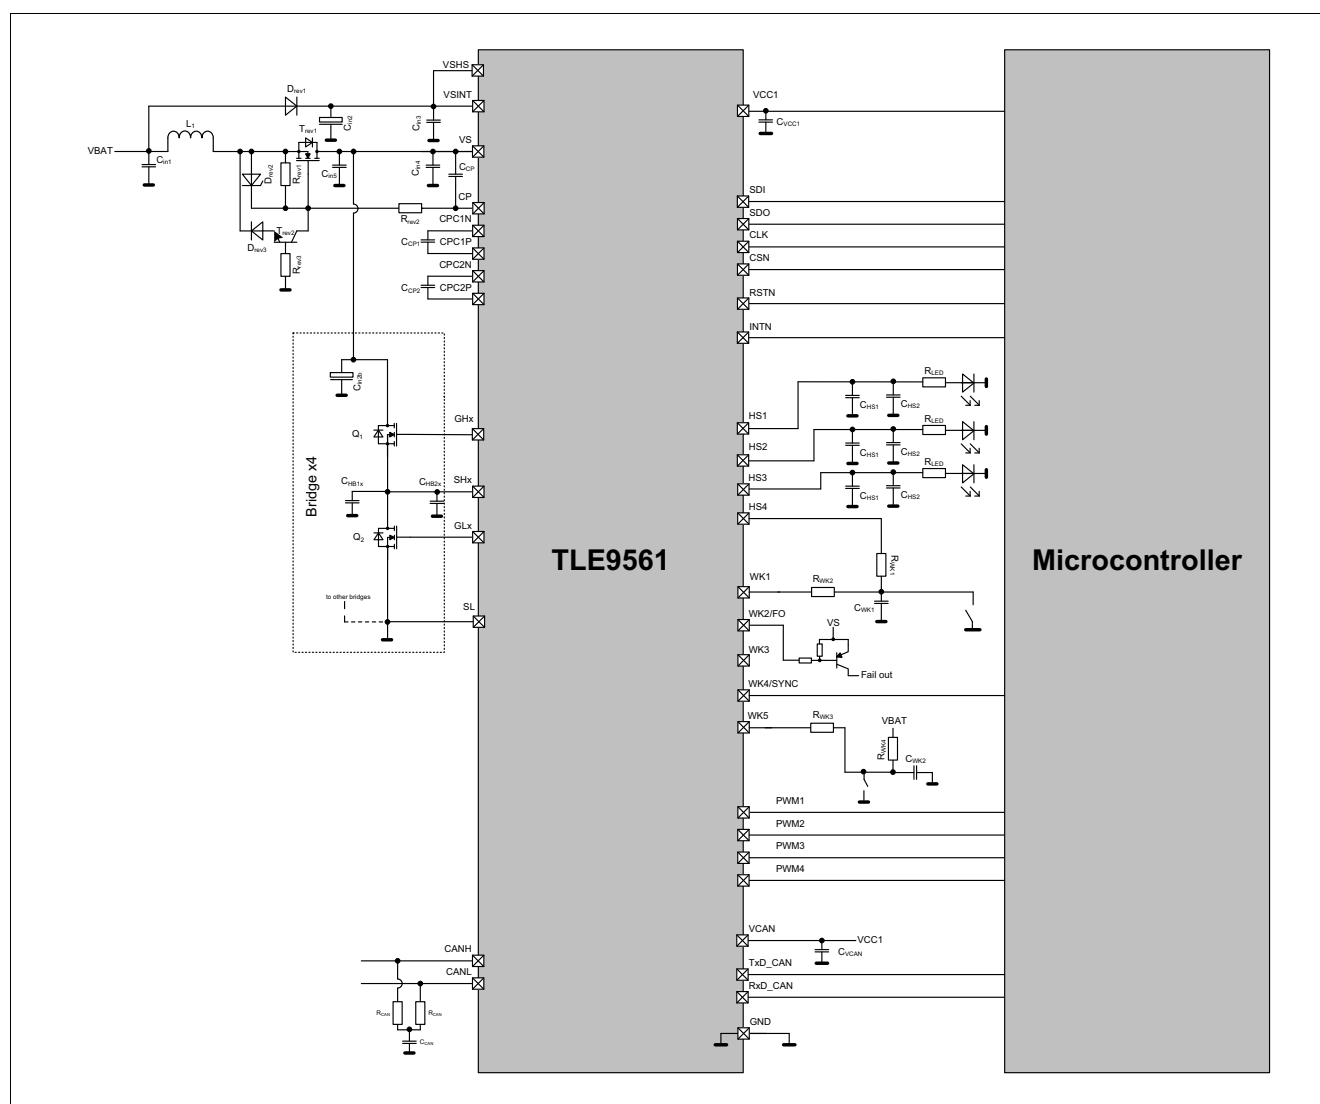 VSHS
VSINT
VS
CP
CPC1N
CPC1P
CPC2N
CPC2P
VBAT
L1
Drev1
Cin1
Cin2
Cin3
Trev1
Drev2
Rrev1
Cin5
Cin4
CCP
Rrev2
Drev3
Trev2
Rrev3
CCP1
CCP2
Bridge x4
Cin2b
GHx
Q1
CHB1x
CHB2x
SHx
GLx
Q2
to other bridges
SL
CANH
CANL
RCAN
RCAN
CCAN
TLE9561
VCC1
CVCC1
SDI
SDO
CLK
CSN
RSTN
INTN
HS1
CHS1
CHS2
RLED
HS2
CHS1
CHS2
RLED
HS3
CHS1
CHS2
RLED
HS4
RWK1
WK1
RWK2
CWK1
WK2/FO
VS
WK3
Fail out
WK4/SYNC
WK5
RWK3
VBAT
RWK4
CWK2
PWM1
PWM2
PWM3
PWM4
VCAN
VCC1
CVCAN
TxD_CAN
RxD_CAN
GND
Microcontroller